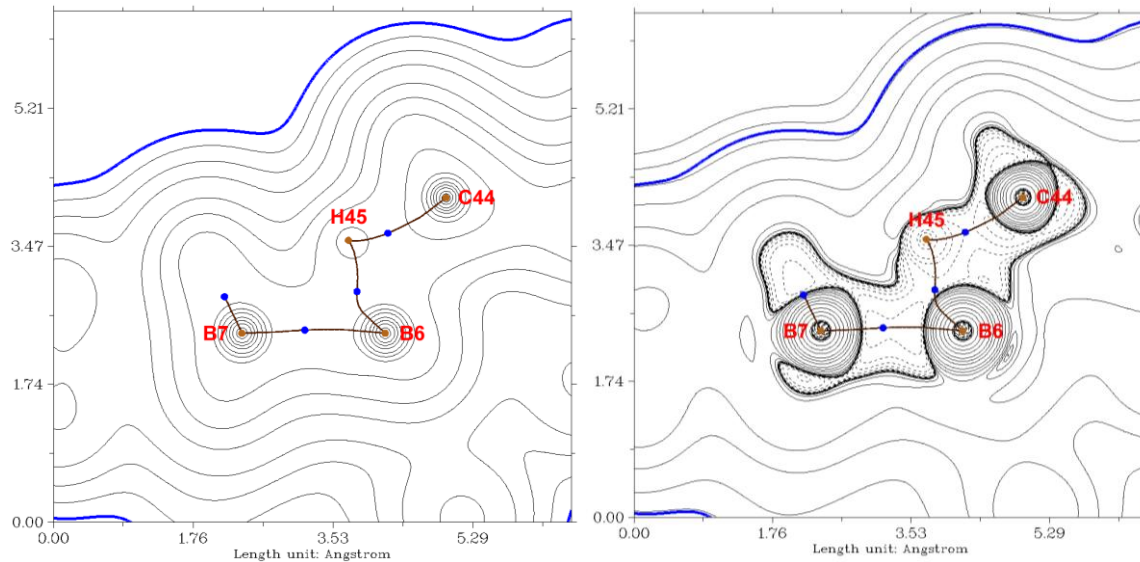 5.21
3.47
1.74
0.00
C44
H45
B7
B6
0.00 1.76 3.53 5.29
Length unit: Angstrom
5.21
3.47
1.74
0.00
C44
H45
B7
B6
0.00 1.76 3.53 5.29
Length unit: Angstrom